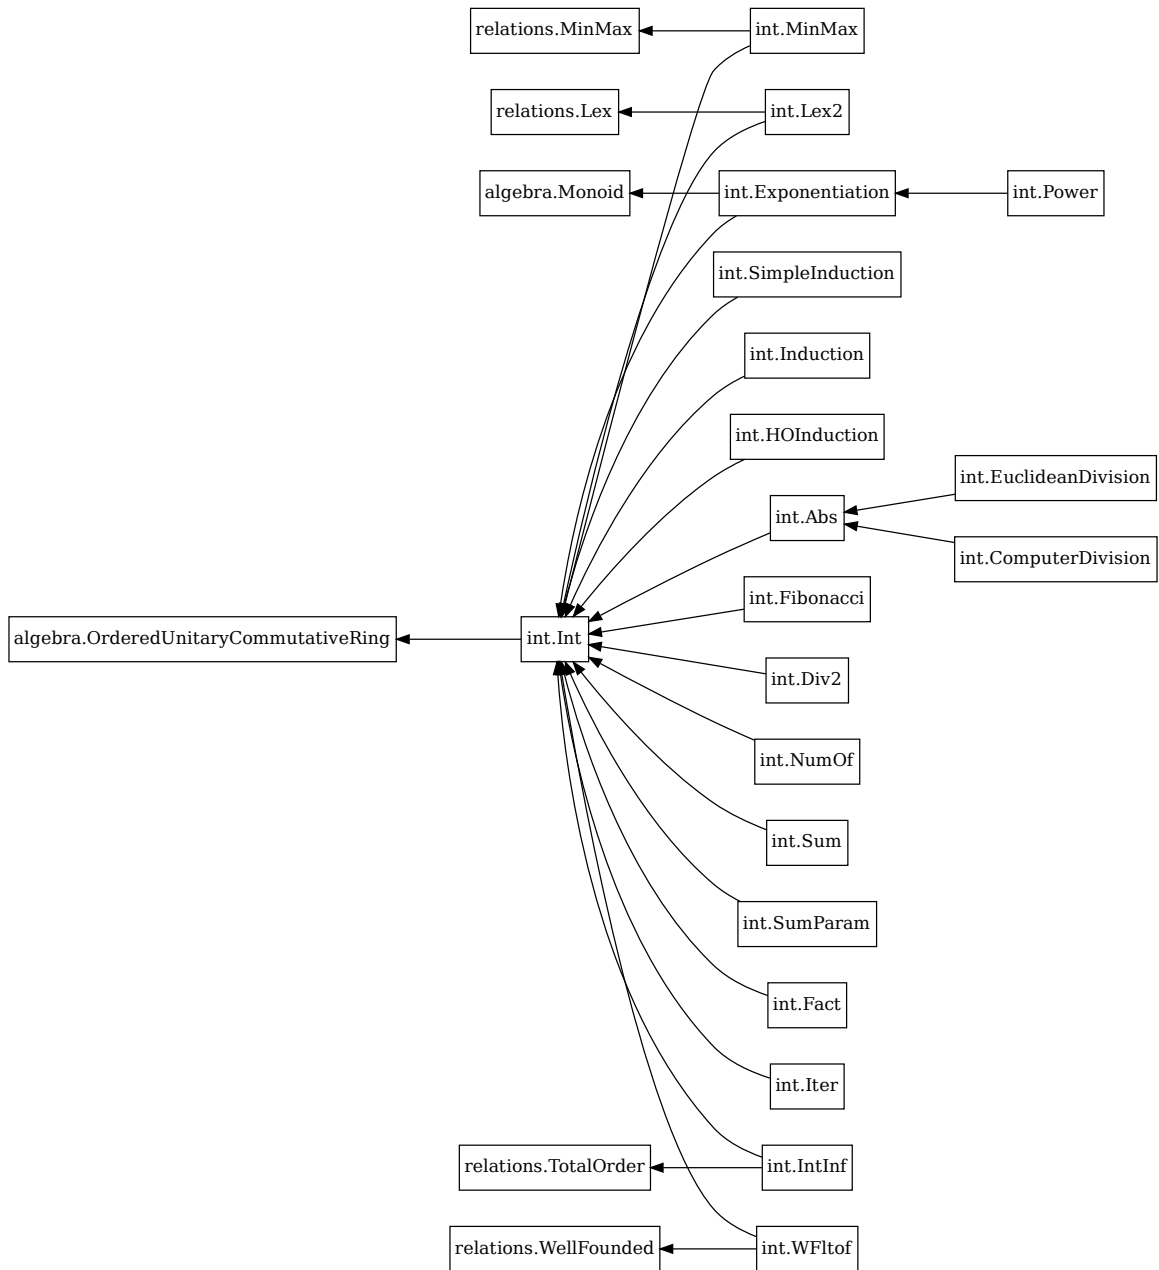 relations.MinMax
int.MinMax
relations.Lex
int.Lex2
algebra.Monoid
int.Exponentiation
int.Power
int.SimpleInduction
int.Induction
int.HOInduction
int.EuclideanDivision
int.Abs
int.ComputerDivision
int.Fibonacci
algebra.OrderedUnitaryCommutativeRing
int.Int
int.Div2
int.NumOf
int.Sum
int.SumParam
int.Fact
int.Iter
relations.TotalOrder
int.IntInf
relations.WellFounded
int.WFltof